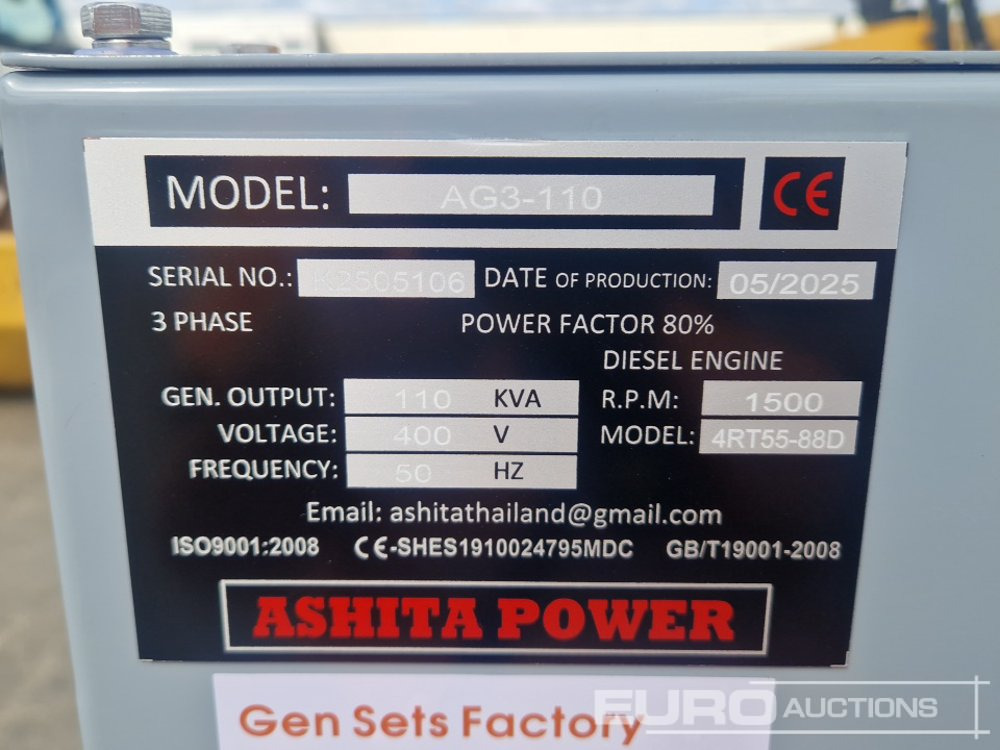 MODEL: AG3-110 CE
SERIAL NO.: K2505106 DATE OF PRODUCTION: 05/2025
3 PHASE POWER FACTOR 80%
DIESEL ENGINE
GEN. OUTPUT: 110 KVA R.P.M: 1500
VOLTAGE: 400 V MODEL: 4RT55-88D
FREQUENCY: 50 HZ
Email: ashitathailand@gmail.com
ISO9001:2008 CE-SHES1910024795MDC GB/T19001-2008
ASHITA POWER
Gen Sets Factory
EURO AUCTIONS